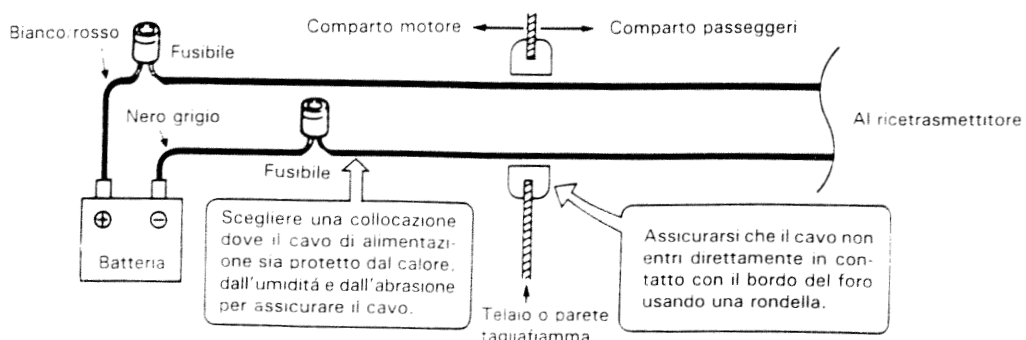 Bianco/rosso
Fusibile
Comparto motore
Comparto passeggeri
Al ricetrasmettitore
Nero grigio
Fusibile
⊕ ⊖
Batteria
Scegliere una collocazione
dove il cavo di alimentazi-
one sia protetto dal calore,
dall'umiditá e dall'abrasione
per assicurare il cavo.
Assicurarsi che il cavo non
entri direttamente in con-
tatto con il bordo del foro
usando una rondella.
Telaio o parete
tagliafiamma